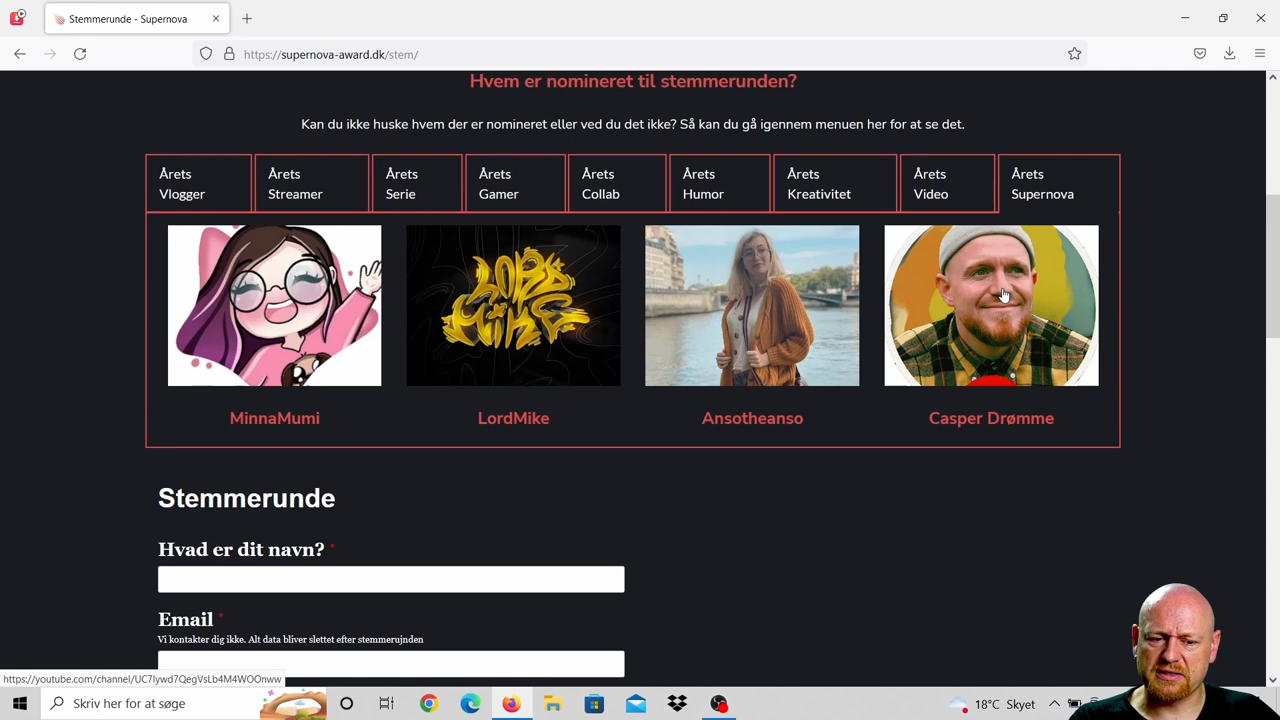 Stemmerunde - Supernova
https://supernova-award.dk/stem/
Hvem er nomineret til stemmerunden?
Kan du ikke huske hvem der er nomineret eller ved du det ikke? Så kan du gå igennem menuen her for at se det.
Årets Vlogger
Årets Streamer
Årets Serie
Årets Gamer
Årets Collab
Årets Humor
Årets Kreativitet
Årets Video
Årets Supernova
LORD MIKE
MinnaMumi
LordMike
Ansotheanso
Casper Drømme
Stemmerunde
Hvad er dit navn? *
Email *
Vi kontakter dig ikke. Alt data bliver slettet efter stemmerujnden
https://youtube.com/channel/UC7lywd7QegVsLb4M4WOOnww
Skriv her for at søge
18°C Skyet